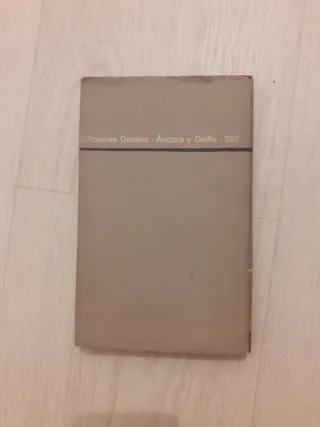 Ediciones Destino · Áncora y Delfín · 392